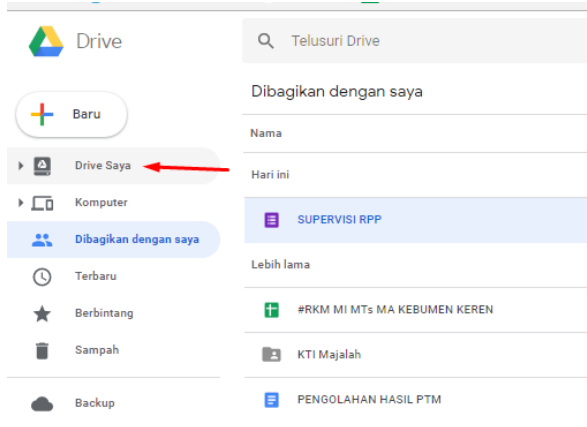 Drive
Telusuri Drive
Baru
Drive Saya
Komputer
Dibagikan dengan saya
Terbaru
Berbintang
Sampah
Backup
Dibagikan dengan saya
Nama
Hari ini
SUPERVISI RPP
Lebih lama
#RKM MI MTs MA KEBUMEN KEREN
KTI Majalah
PENGOLAHAN HASIL PTM